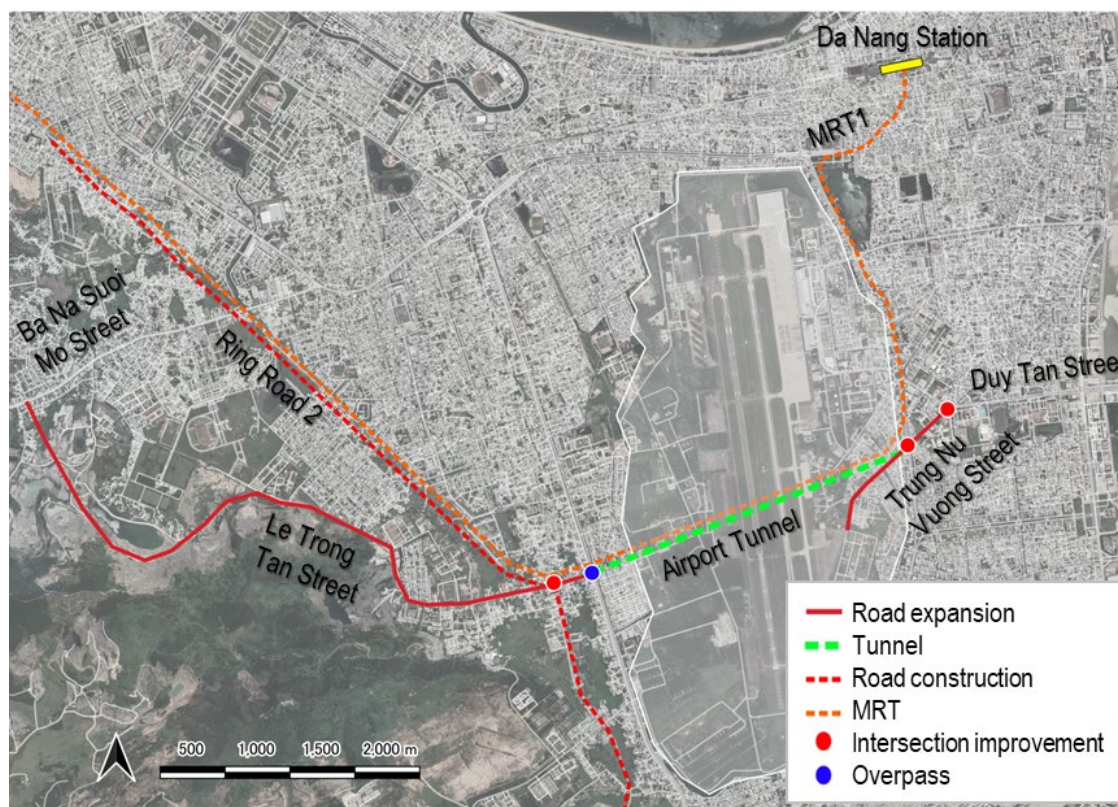 Da Nang Station
MRT1
Ba Na Suoi
Mo Street
Ring Road 2
Duy Tan Stree
Trung Nu
Vuong Street
Le Trong
Tan Street
Airport Tunnel
Road expansion
Tunnel
Road construction
MRT
Intersection improvement
Overpass
500 1,000 1,500 2,000 m